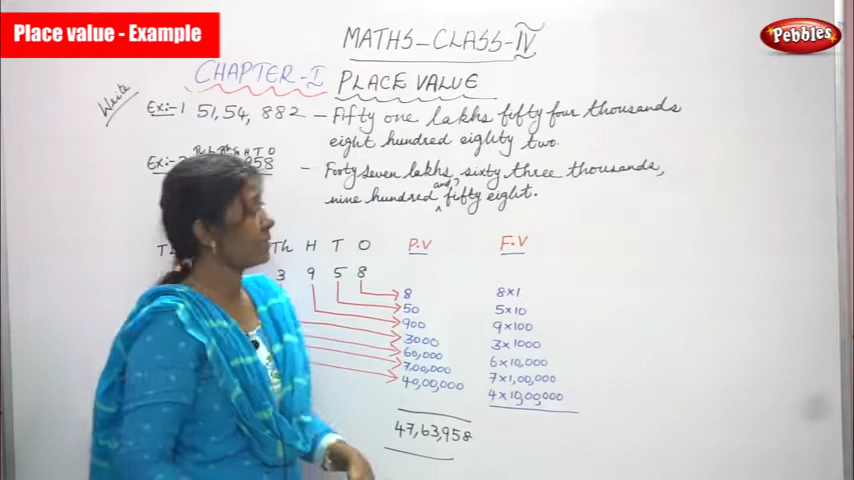 Place value - Example
Pebbles
MATHS-CLASS-IV
CHAPTER-I PLACE VALUE
Write
Ex:-1 51,54,882 - Fifty one lakhs fifty four thousands
eight hundred eighty two.
H T O
958 - Forty seven lakhs, sixty three thousands,
nine hundred and fifty eight.
Th H T O P.V F.V
3 9 5 8
8 8×1
50 5×10
900 9×100
3000 3×1000
60,000 6×10,000
7,00,000 7×1,00,000
40,00,000 4×10,00,000
47,63,958